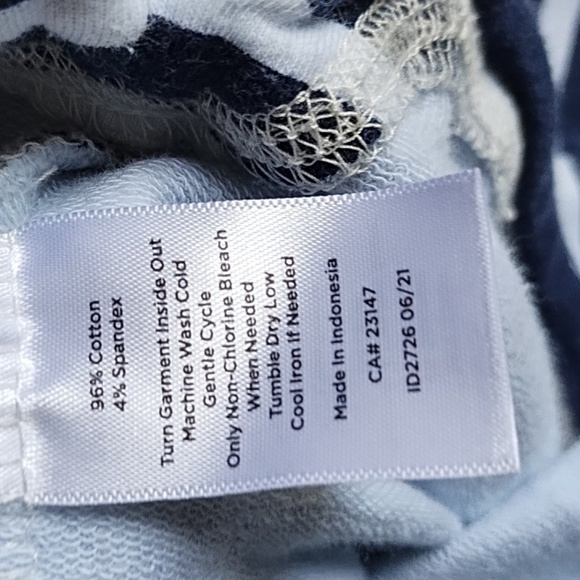 96% Cotton
4% Spandex
Turn Garment Inside Out
Machine Wash Cold
Gentle Cycle
Only Non-Chlorine Bleach
When Needed
Tumble Dry Low
Cool Iron If Needed
Made In Indonesia
CA# 23147
ID2726 06/21